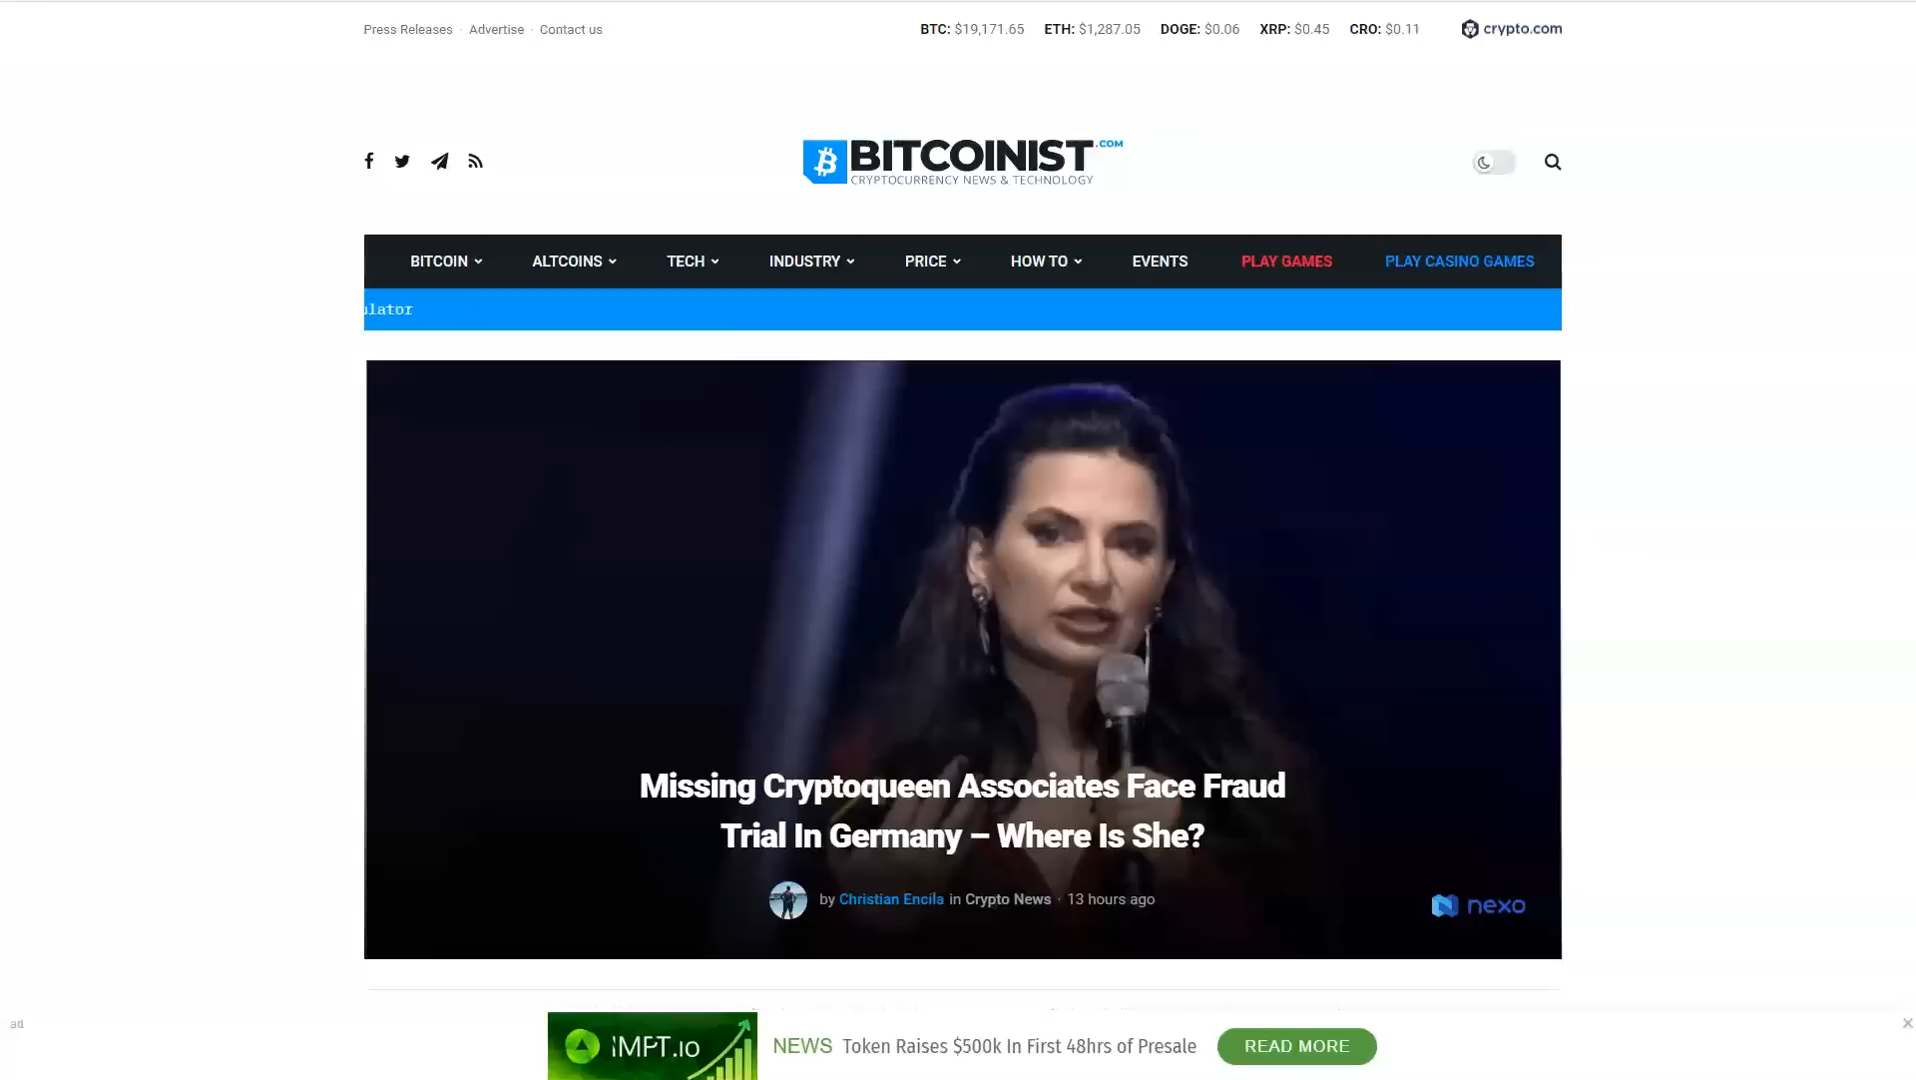 Press Releases · Advertise · Contact us
BTC: $19,171.65 ETH: $1,287.05 DOGE: $0.06 XRP: $0.45 CRO: $0.11 crypto.com
BITCOINIST.COM
CRYPTOCURRENCY NEWS & TECHNOLOGY
BITCOIN ALTCOINS TECH INDUSTRY PRICE HOW TO EVENTS PLAY GAMES PLAY CASINO GAMES
ulator
Missing Cryptoqueen Associates Face Fraud
Trial In Germany – Where Is She?
by Christian Encila in Crypto News · 13 hours ago
nexo
ad
iMPT.io NEWS Token Raises $500k In First 48hrs of Presale READ MORE